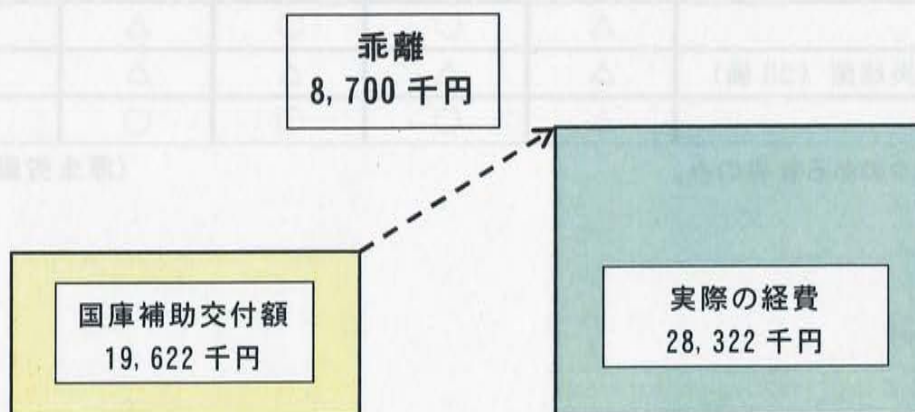 乖離
8,700 千円
国庫補助交付額
19,622 千円
実際の経費
28,322 千円